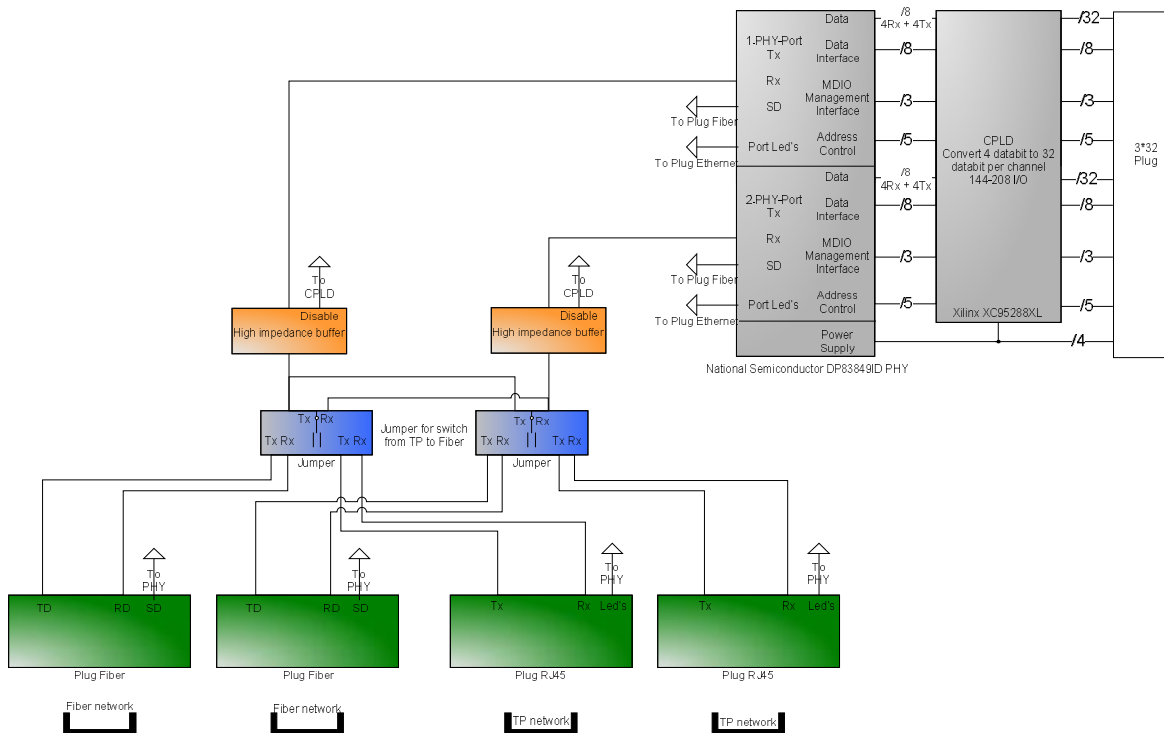 Data
/8
4Rx + 4Tx
/32
1-PHY-Port
Tx
Data
Interface
/8
/8
Rx
MDIO
Management
Interface
/3
/3
SD
To Plug Fiber
Port Led's
Address
Control
/5
/5
To Plug Ethernet
CPLD
Convert 4 databit to 32
databit per channel
144-208 I/O
3*32
Plug
Data
/8
4Rx + 4Tx
/32
2-PHY-Port
Tx
Data
Interface
/8
/8
Rx
MDIO
Management
Interface
/3
/3
SD
To Plug Fiber
Port Led's
Address
Control
/5
/5
To Plug Ethernet
Xilinx XC95288XL
Power
Supply
/4
National Semiconductor DP83849ID PHY
To
CPLD
To
CPLD
Disable
High impedance buffer
Disable
High impedance buffer
Tx Rx
Tx Rx
Tx Rx
Jumper
Jumper for switch
from TP to Fiber
Tx Rx
Tx Rx
Tx Rx
Jumper
To
PHY
To
PHY
To
PHY
To
PHY
TD RD SD
TD RD SD
Tx Rx Led's
Tx Rx Led's
Plug Fiber
Plug Fiber
Plug RJ45
Plug RJ45
Fiber network
Fiber network
TP network
TP network